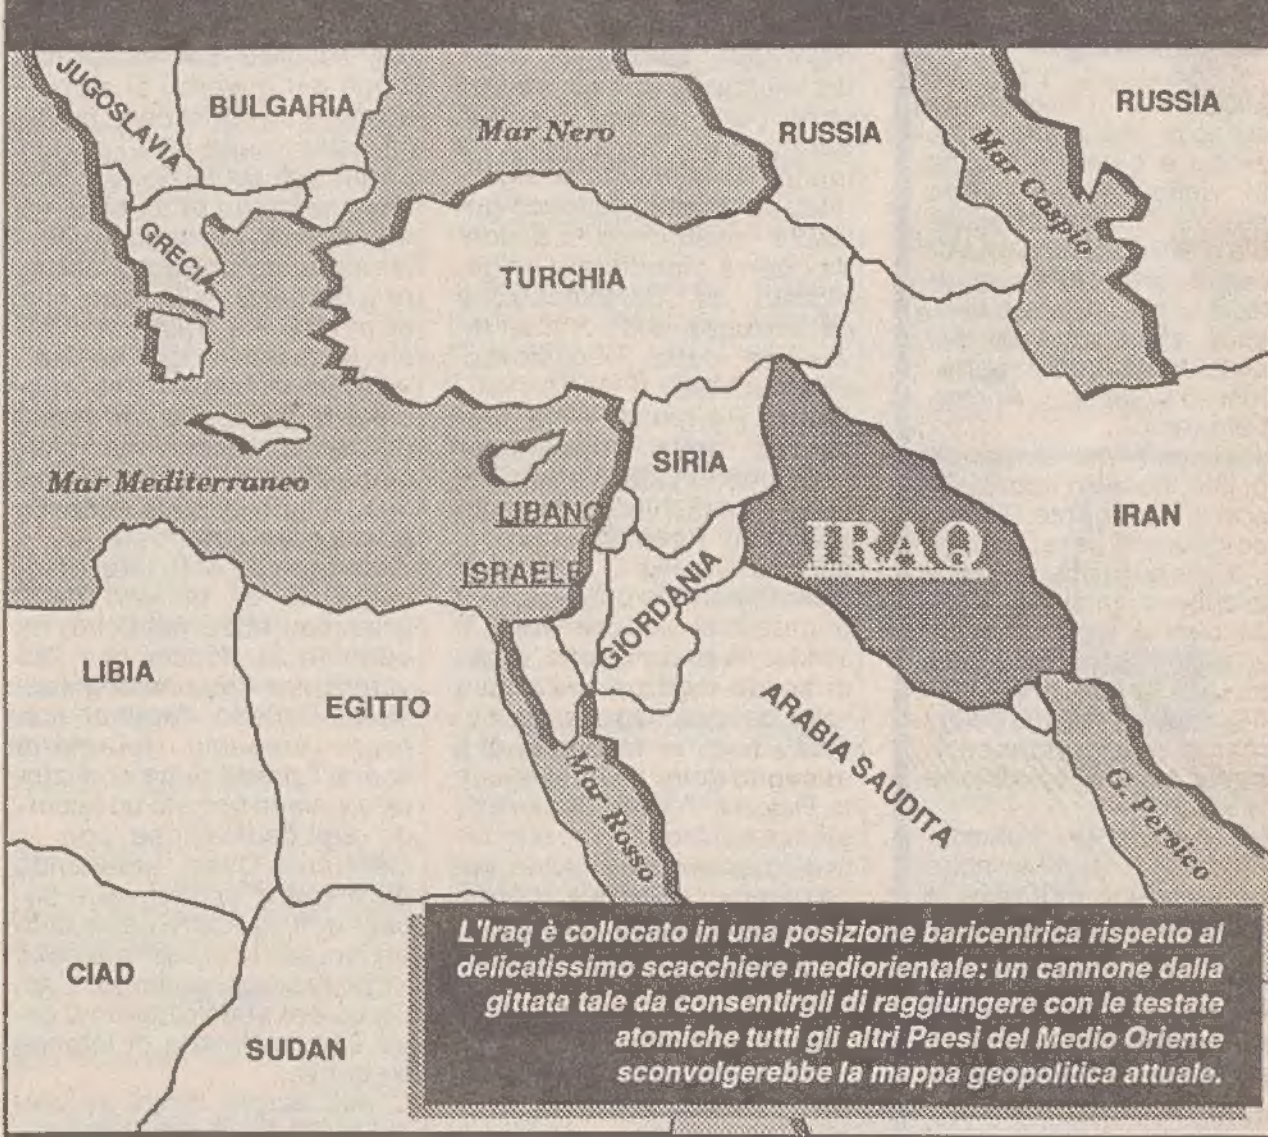 JUGOSLAVIA
BULGARIA
Mar Nero
RUSSIA
Mar Caspio
RUSSIA
GRECIA
TURCHIA
Mar Mediterraneo
SIRIA
LIBANO
IRAQ
IRAN
ISRAELE
GIORDANIA
LIBIA
EGITTO
ARABIA SAUDITA
Mar Rosso
G. Persico
CIAD
SUDAN
L'Iraq è collocato in una posizione baricentrica rispetto al
delicatissimo scacchiere mediorientale: un cannone dalla
gittata tale da consentirgli di raggiungere con le testate
atomiche tutti gli altri Paesi del Medio Oriente
sconvolgerebbe la mappa geopolitica attuale.